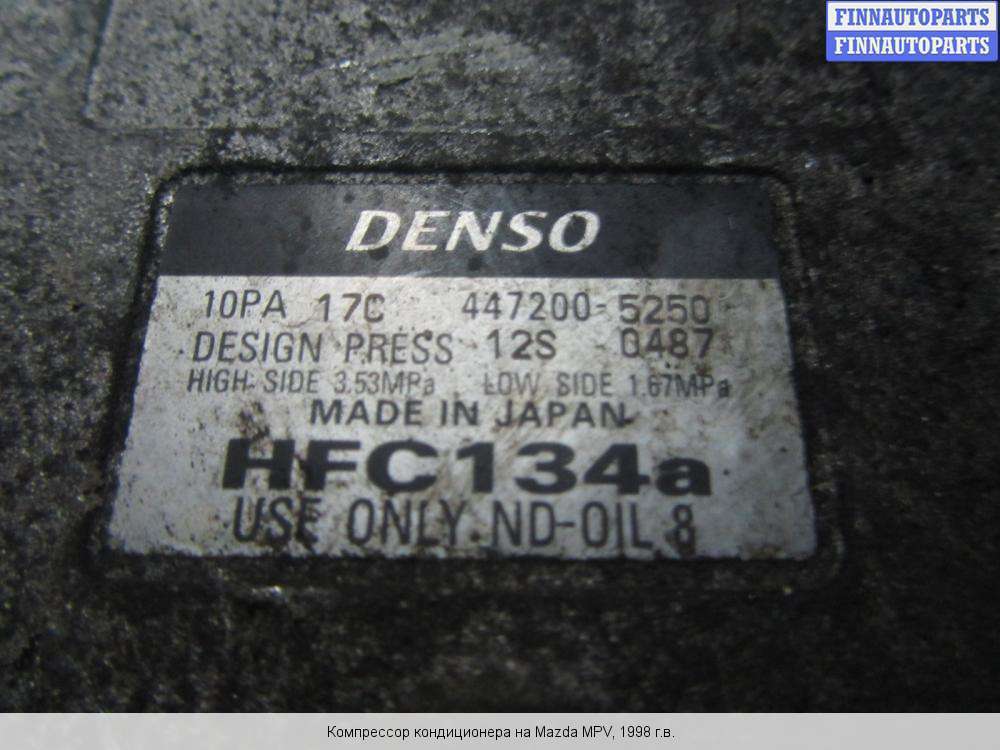 FINNAUTOPARTS
FINNAUTOPARTS
DENSO
10PA 17C 447200-5250
DESIGN PRESS 12S 0487
HIGH SIDE 3.53MPa LOW SIDE 1.67MPa
MADE IN JAPAN
HFC134a
USE ONLY ND-OIL 8
Компрессор кондиционера на Mazda MPV, 1998 г.в.